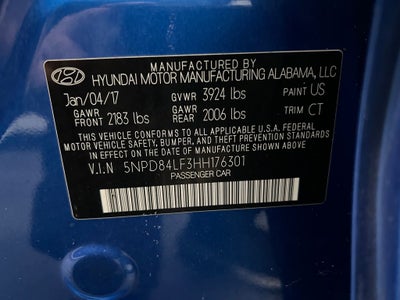 MANUFACTURED BY
HYUNDAI MOTOR MANUFACTURING ALABAMA, LLC
Jan/04/17 GVWR 3924 lbs PAINT US
GAWR FRONT 2183 lbs GAWR REAR 2006 lbs TRIM CT
THIS VEHICLE CONFORMS TO ALL APPLICABLE FEDERAL
MOTOR VEHICLE SAFETY, BUMPER, AND THEFT PREVENTION STANDARDS
IN EFFECT ON THE DATE OF MANUFACTURE SHOWN ABOVE.
V.I.N 5NPD84LF3HH176301
PASSENGER CAR